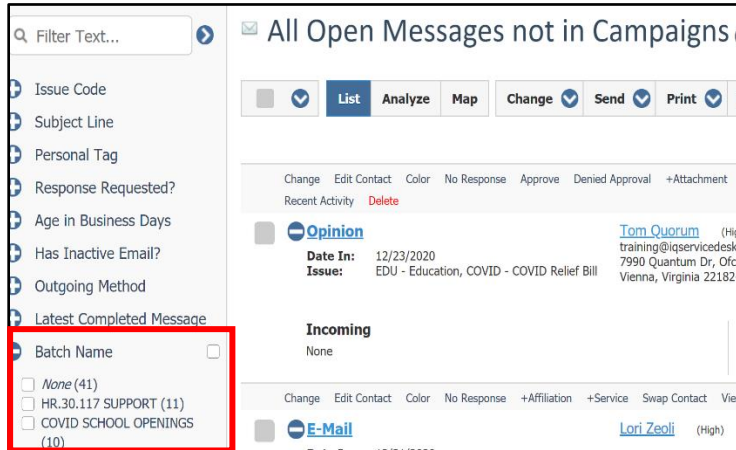 Filter Text...
Issue Code
Subject Line
Personal Tag
Response Requested?
Age in Business Days
Has Inactive Email?
Outgoing Method
Latest Completed Message
Batch Name
None (41)
HR.30.117 SUPPORT (11)
COVID SCHOOL OPENINGS
(10)
All Open Messages not in Campaigns
List Analyze Map Change Send Print
Change Edit Contact Color No Response Approve Denied Approval +Attachment
Recent Activity Delete
Opinion
Date In: 12/23/2020
Issue: EDU - Education, COVID - COVID Relief Bill
Tom Quorum
training@iqservicedesk
7990 Quantum Dr, Ofc
Vienna, Virginia 22182
Incoming
None
Change Edit Contact Color No Response +Affiliation +Service Swap Contact
E-Mail
Lori Zeoli (High)